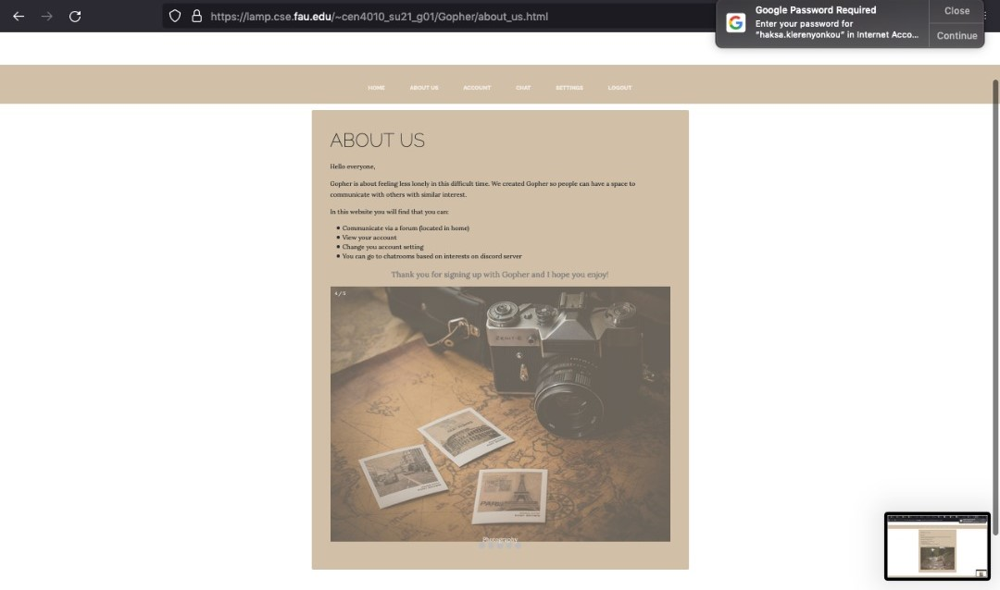 https://lamp.cse.fau.edu/~cen4010_su21_g01/Gopher/about_us.html
Google Password Required
Close
Enter your password for
"haksa.klerenyonkou" in Internet Acco...
Continue
HOME ABOUT US ACCOUNT CHAT SETTINGS LOGOUT
ABOUT US
Hello everyone,
Gopher is about feeling less lonely in this difficult time. We created Gopher so people can have a space to
communicate with others with similar interest.
In this website you will find that you can:
Communicate via a forum (located in home)
View your account
Change you account setting
You can go to chatrooms based on interests on discord server
Thank you for signing up with Gopher and I hope you enjoy!
ZENIT-E
PARIS
Photography